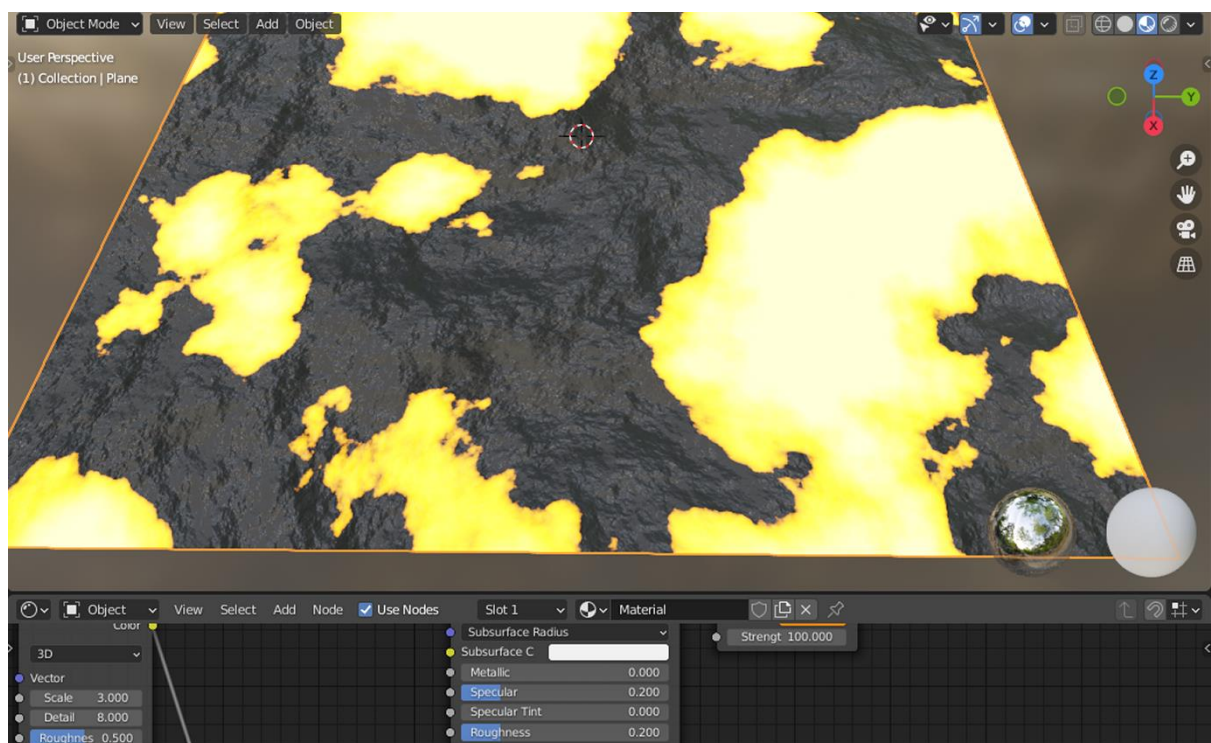 Object Mode View Select Add Object
User Perspective
(1) Collection | Plane
Z
Y
X
Object View Select Add Node Use Nodes Slot 1 Material
Color
3D
Vector
Scale 3.000
Detail 8.000
Roughnes 0.500
Subsurface Radius
Subsurface C
Metallic 0.000
Specular 0.200
Specular Tint 0.000
Roughness 0.200
Strengt 100.000